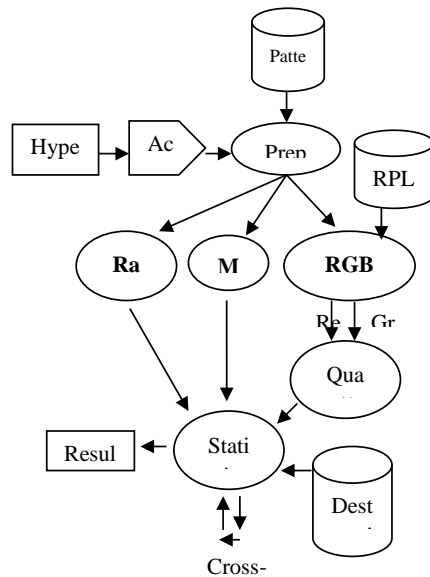 Patte
Hype
Ac
Prep
RPL
Ra
M
RGB
Re
Gr
Qua
Stati
Resul
Dest
Cross-